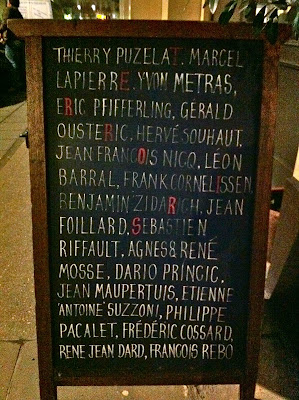 THIERRY PUZELAT, MARCEL
LAPIERRE, YVON METRAS,
ERIC PFIFFERLING, GERALD
OUSTERIC, HERVÉ SOUHAUT,
JEAN FRANCOIS NICQ, LÉON
BARRAL, FRANK CORNELISSEN,
BENJAMIN ZIDARICH, JEAN
FOILLARD, SEBASTIEN
RIFFAULT, AGNES & RENÉ
MOSSE, DARIO PRINCIC,
JEAN MAUPERTUIS, ETIENNE
'ANTOINE' SUZZONI, PHILIPPE
PACALET, FRÉDÉRIC COSSARD,
RENE JEAN DARD, FRANCOIS REBO